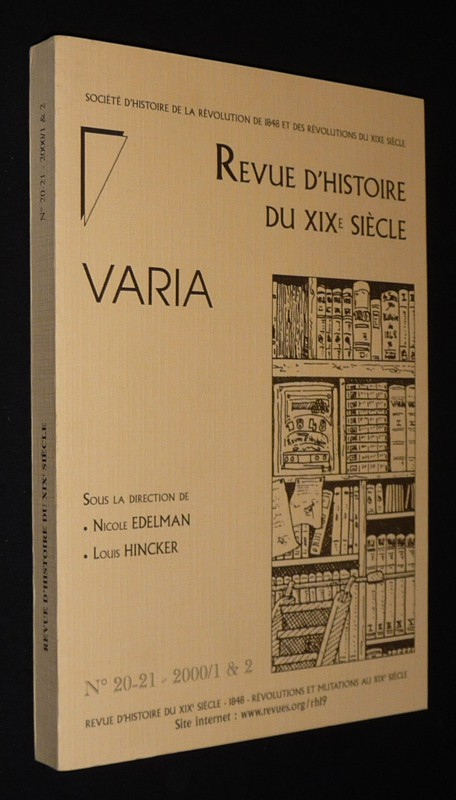 SOCIÉTÉ D'HISTOIRE DE LA RÉVOLUTION DE 1848 ET DES RÉVOLUTIONS DU XIXE SIÈCLE
REVUE D'HISTOIRE
DU XIXE SIÈCLE
VARIA
SOUS LA DIRECTION DE
• NICOLE EDELMAN
• LOUIS HINCKER
N° 20-21 - 2000/1 & 2
REVUE D'HISTOIRE DU XIXE SIÈCLE - 1848 - RÉVOLUTIONS ET MUTATIONS AU XIXE SIÈCLE
Site internet : www.revues.org/rh19
N° 20-21 - 2000/1 & 2
REVUE D'HISTOIRE DU XIXE SIÈCLE
1848